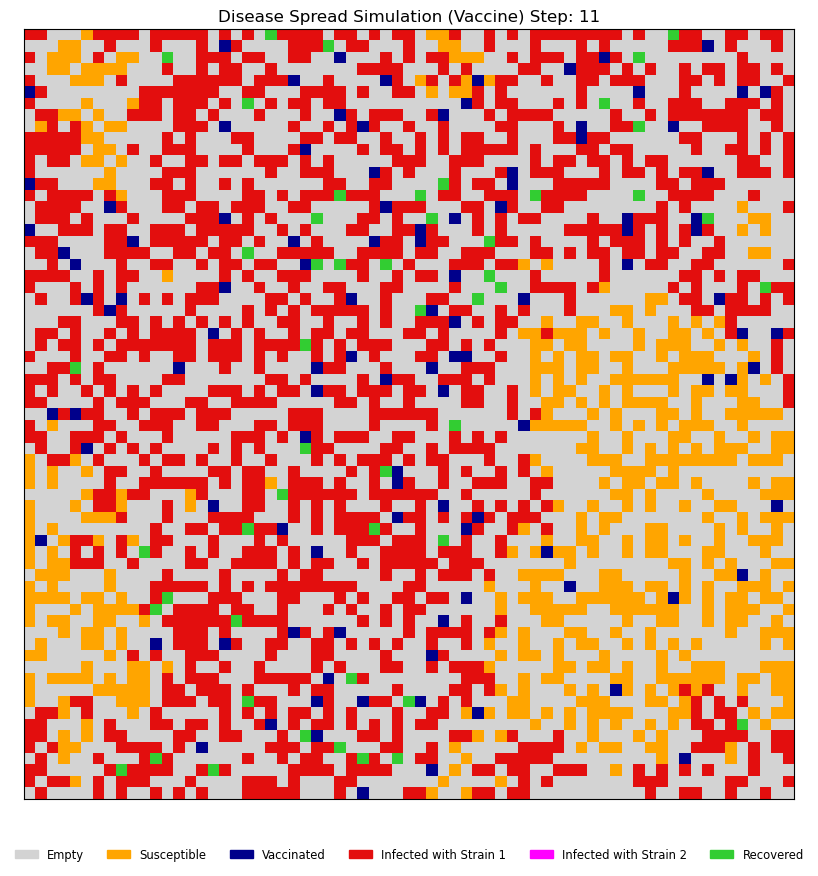 Disease Spread Simulation (Vaccine) Step: 11
Empty Susceptible Vaccinated Infected with Strain 1 Infected with Strain 2 Recovered